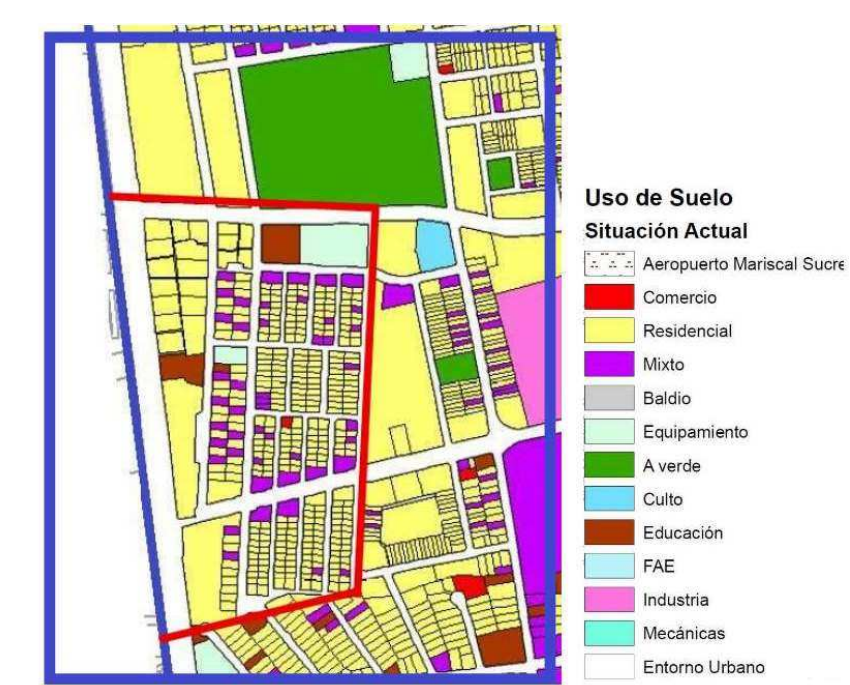 Uso de Suelo
Situación Actual
Aeropuerto Mariscal Sucre
Comercio
Residencial
Mixto
Baldio
Equipamiento
A verde
Culto
Educación
FAE
Industria
Mecánicas
Entorno Urbano